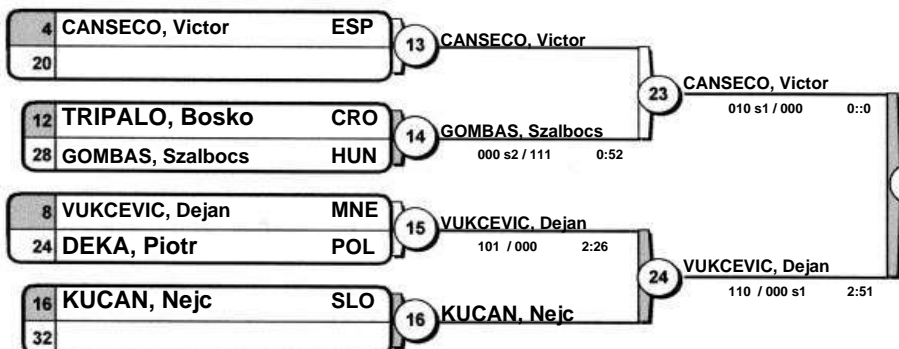 4 CANSECO, Victor ESP
20
13 CANSECO, Victor
12 TRIPALO, Bosko CRO
28 GOMBAS, Szalbocs HUN
14 GOMBAS, Szalbocs
000 s2 / 111 0:52
23 CANSECO, Victor
010 s1 / 000 0::0
8 VUKCEVIC, Dejan MNE
24 DEKA, Piotr POL
15 VUKCEVIC, Dejan
101 / 000 2:26
16 KUCAN, Nejc SLO
32
16 KUCAN, Nejc
24 VUKCEVIC, Dejan
110 / 000 s1 2:51